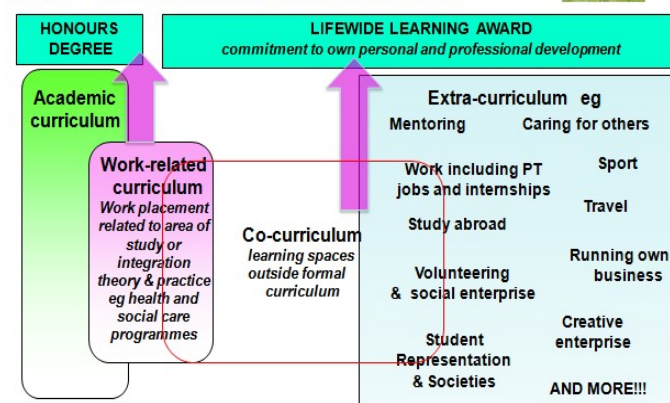 HONOURS
DEGREE
LIFEWIDE LEARNING AWARD
commitment to own personal and professional development
Academic
curriculum
Work-related
curriculum
Work placement
related to area of
study or
integration
theory & practice
eg health and
social care
programmes
Co-curriculum
learning spaces
outside formal
curriculum
Extra-curriculum eg
Mentoring
Caring for others
Work including PT
jobs and internships
Sport
Travel
Study abroad
Running own
business
Volunteering
& social enterprise
Creative
enterprise
Student
Representation
& Societies
AND MORE!!!